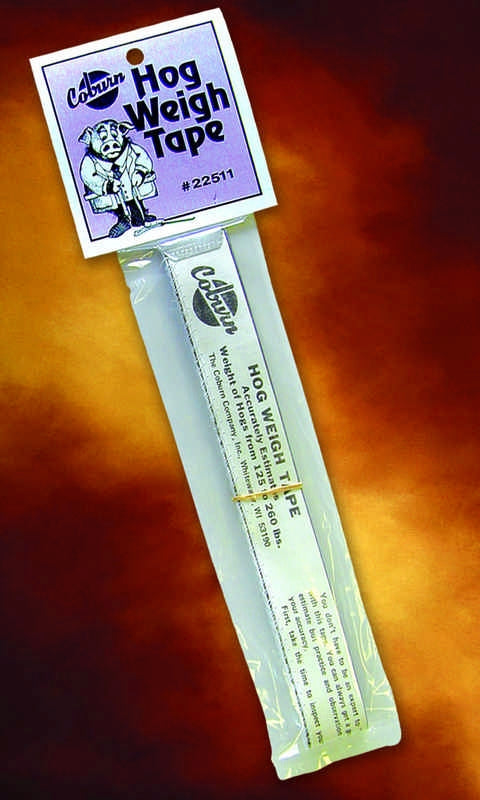 Coburn
Hog
Weigh
Tape
#22511
Coburn
HOG WEIGH TAPE
Accurately Estimates
Weight of Hogs from 125 to 260 lbs.
The Coburn Company, Inc., Whitewater, WI 53190
You don't have to be an expert to
with this tape. You can always get a g
estimate but practice and observation
your accuracy.
First, take the time to inspect you